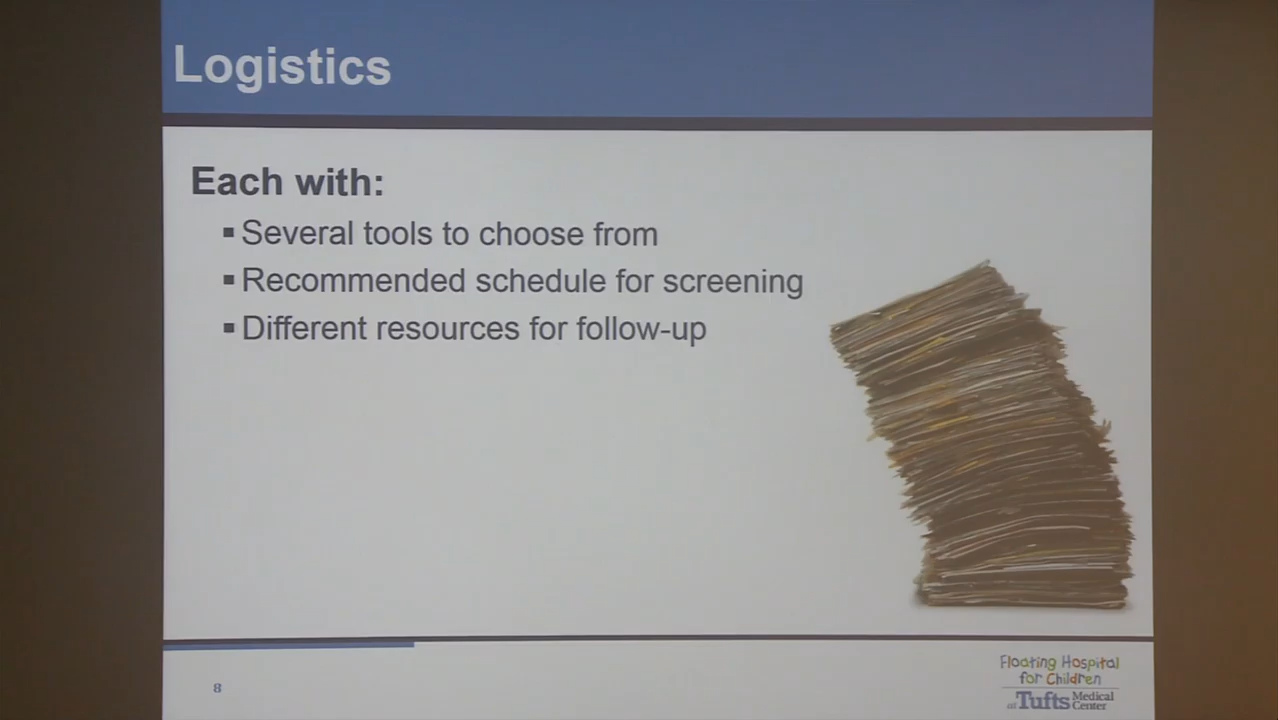 Logistics
Each with:
▪ Several tools to choose from
▪ Recommended schedule for screening
▪ Different resources for follow-up
8
Floating Hospital
for Children
at Tufts Medical
Center